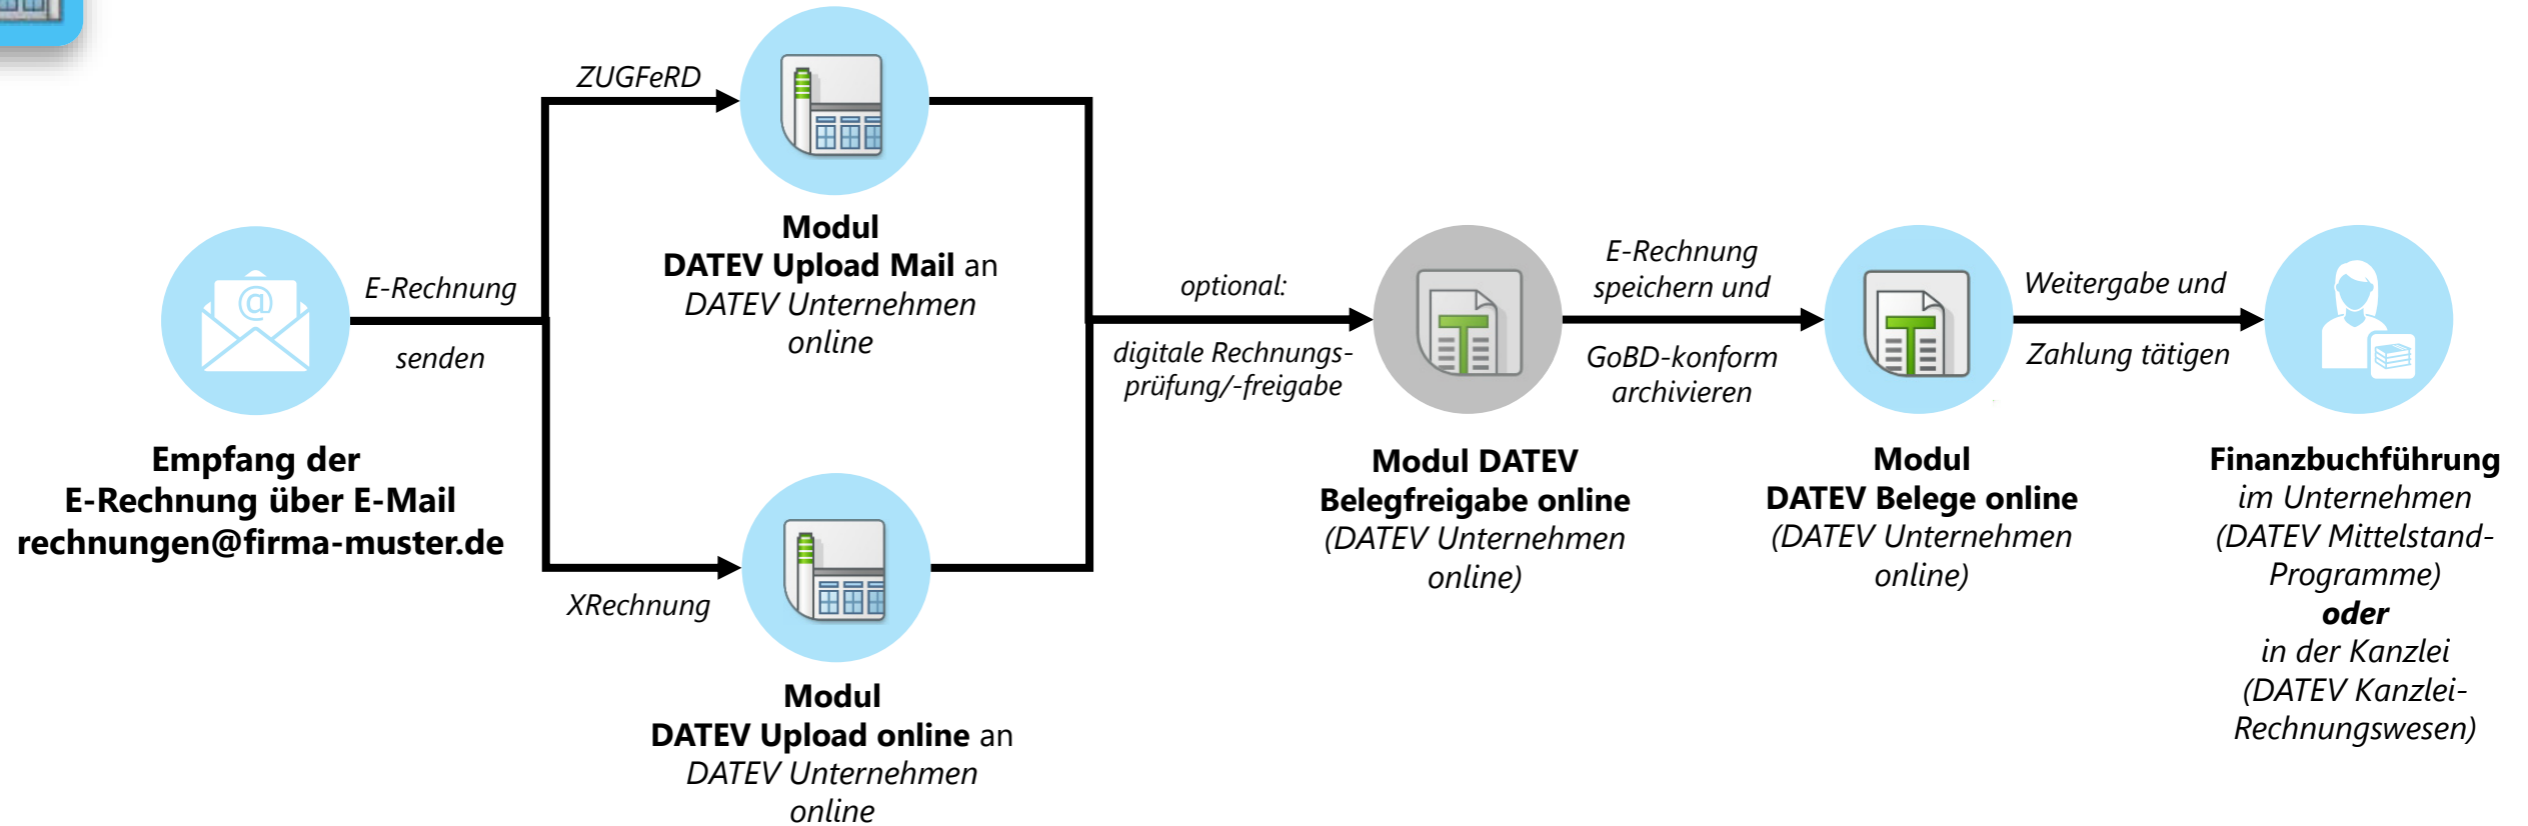 Empfang der
E-Rechnung über E-Mail
rechnungen@firma-muster.de
@
E-Rechnung
senden
ZUGFeRD
Modul
DATEV Upload Mail an
DATEV Unternehmen
online
XRechnung
Modul
DATEV Upload online an
DATEV Unternehmen
online
optional:
digitale Rechnungs-
prüfung/-freigabe
Modul DATEV
Belegfreigabe online
(DATEV Unternehmen
online)
E-Rechnung
speichern und
GoBD-konform
archivieren
Modul
DATEV Belege online
(DATEV Unternehmen
online)
Weitergabe und
Zahlung tätigen
Finanzbuchführung
im Unternehmen
(DATEV Mittelstand-
Programme)
oder
in der Kanzlei
(DATEV Kanzlei-
Rechnungswesen)